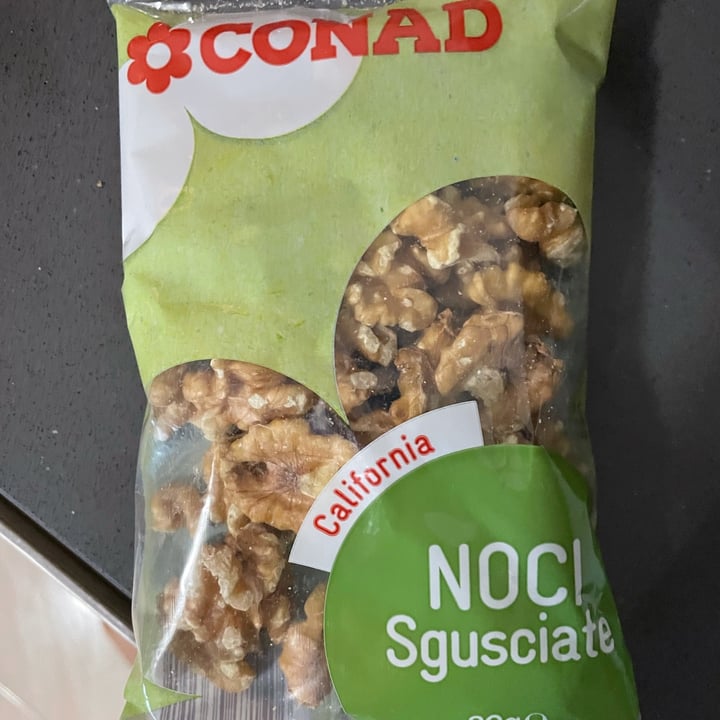 CONAD
California
NOCI
Sgusciate